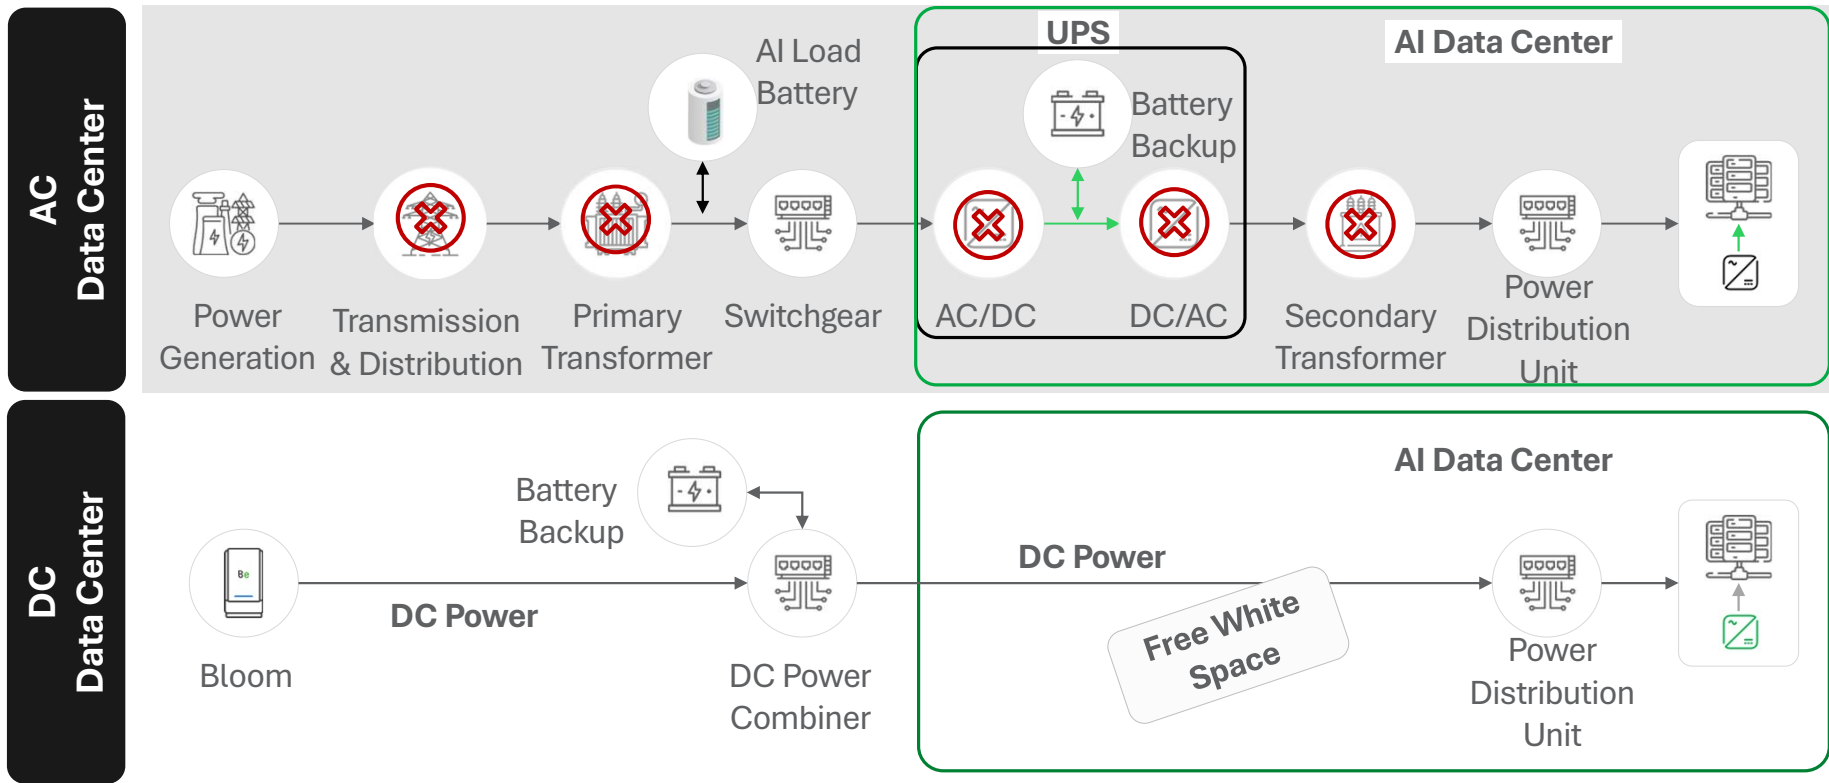 AC
Data Center
AI Load
Battery
UPS
AI Data Center
Battery
Backup
Power
Generation
Transmission
& Distribution
Primary
Transformer
Switchgear
AC/DC
DC/AC
Secondary
Transformer
Power
Distribution
Unit
DC
Data Center
Battery
Backup
AI Data Center
Be
DC Power
DC Power
Free White
Space
Bloom
DC Power
Combiner
Power
Distribution
Unit